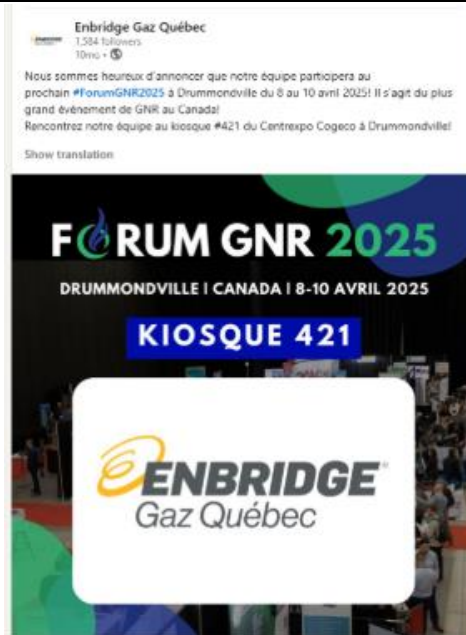 Enbridge Gaz Québec
1,584 followers
10mo •
Nous sommes heureux d'annoncer que notre équipe participera au
prochain #ForumGNR2025 à Drummondville du 8 au 10 avril 2025! Il s'agit du plus
grand événement de GNR au Canada!
Rencontrez notre équipe au kiosque #421 du Centrexpo Cogeco à Drummondville!
Show translation
FORUM GNR 2025
DRUMMONDVILLE | CANADA | 8-10 AVRIL 2025
KIOSQUE 421
ENBRIDGE®
Gaz Québec